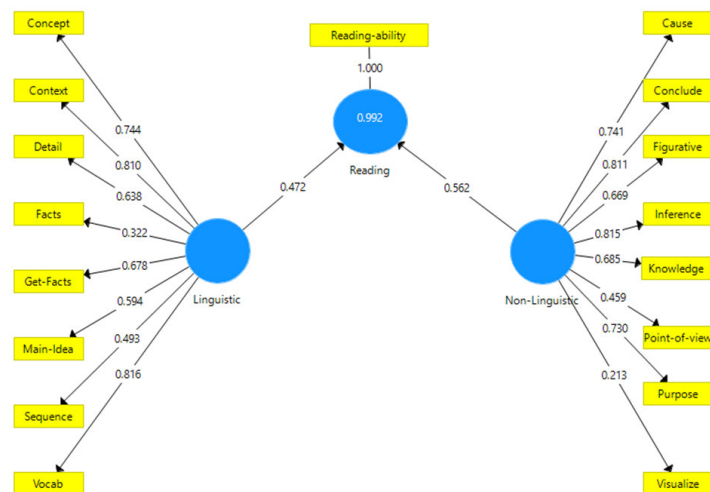 Concept
Context
Detail
Facts
Get-Facts
Main-Idea
Sequence
Vocab
0.744
0.810
0.638
0.322
0.678
0.594
0.493
0.816
Linguistic
0.472
Reading-ability
1.000
0.992
Reading
0.562
Non-Linguistic
0.741
0.811
0.669
0.815
0.685
0.459
0.730
0.213
Cause
Conclude
Figurative
Inference
Knowledge
Point-of-view
Purpose
Visualize